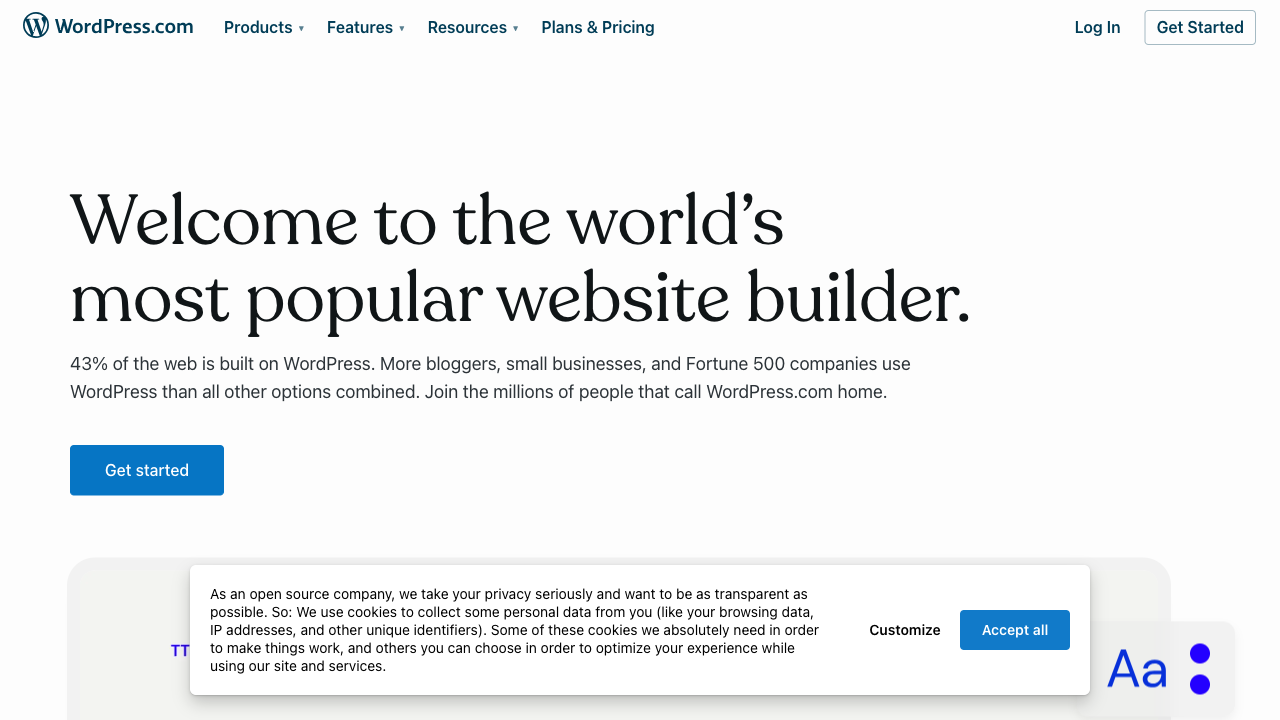 WordPress.com Products ▾ Features ▾ Resources ▾ Plans & Pricing Log In Get Started
Welcome to the world’s
most popular website builder.
43% of the web is built on WordPress. More bloggers, small businesses, and Fortune 500 companies use
WordPress than all other options combined. Join the millions of people that call WordPress.com home.
Get started
As an open source company, we take your privacy seriously and want to be as transparent as
possible. So: We use cookies to collect some personal data from you (like your browsing data,
IP addresses, and other unique identifiers). Some of these cookies we absolutely need in order
to make things work, and others you can choose in order to optimize your experience while
using our site and services.
Customize
Accept all
TT
Aa